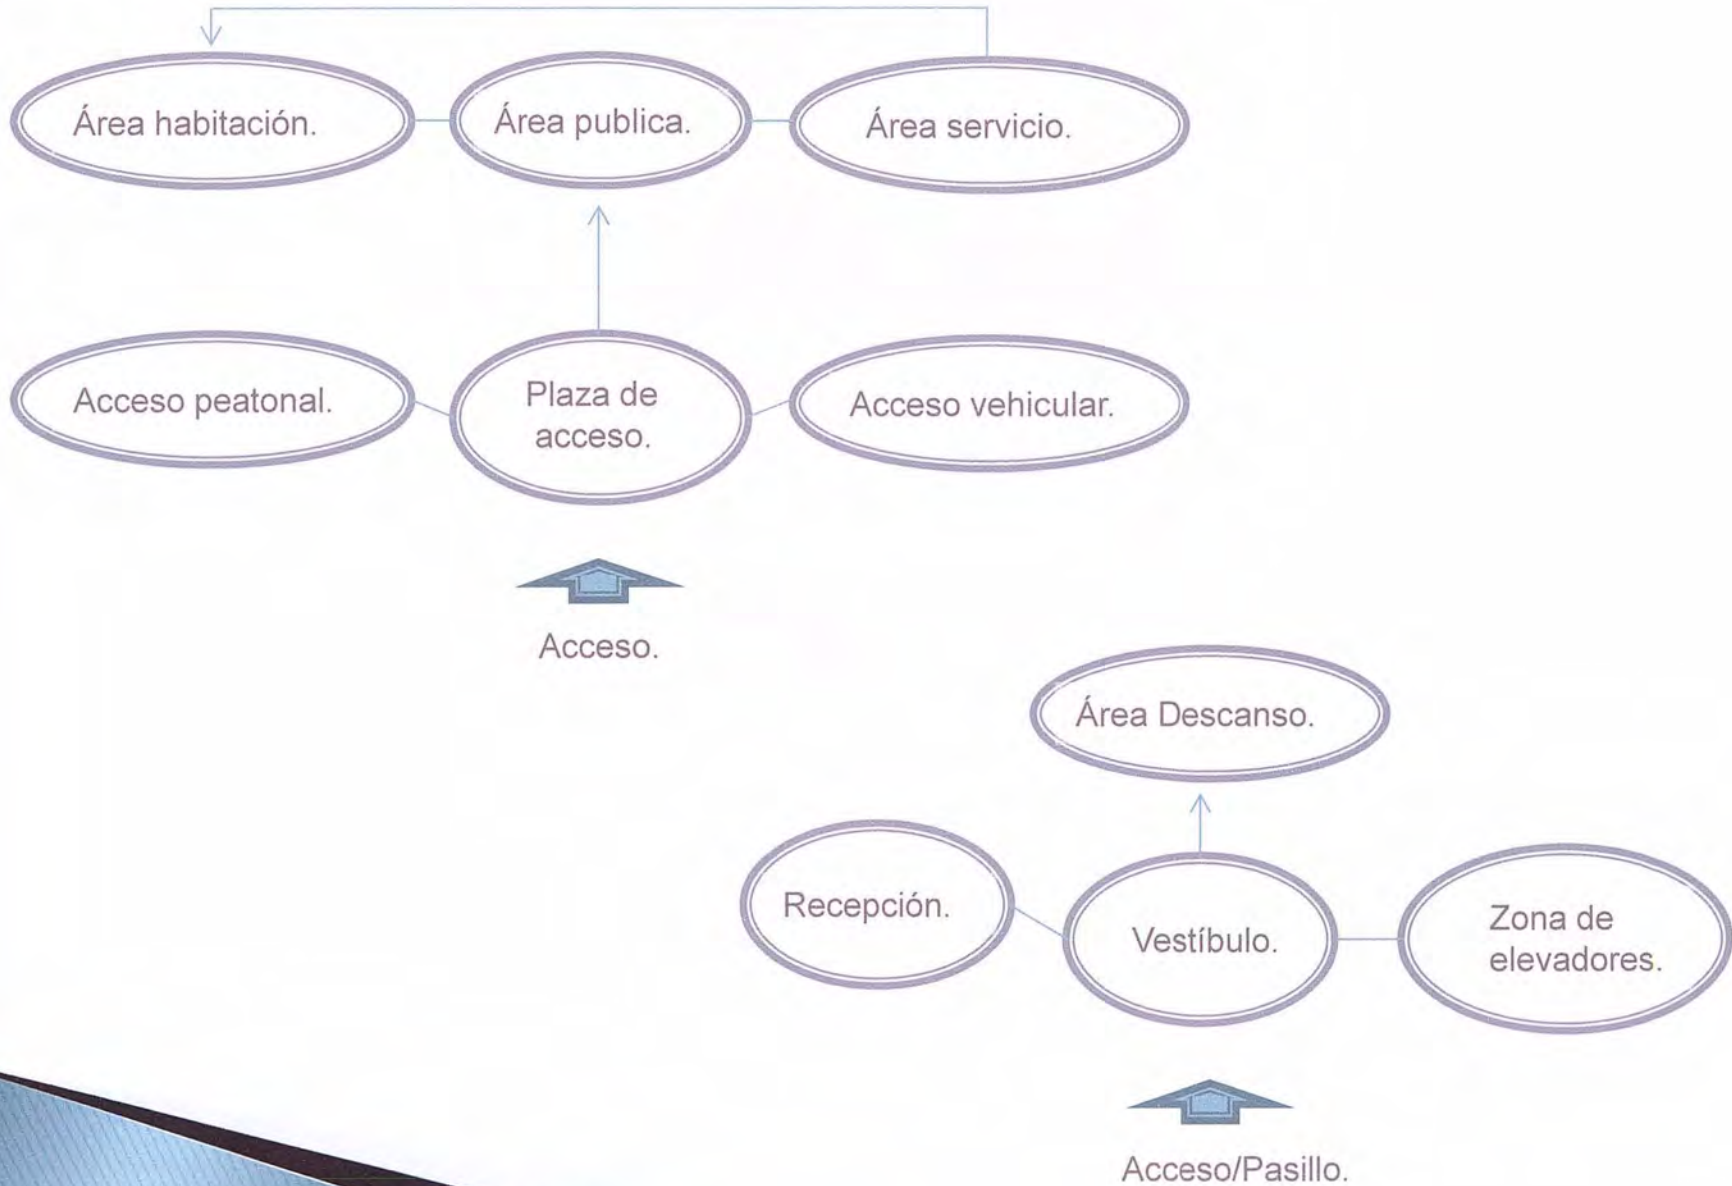 Área habitación.
Área publica.
Área servicio.
Acceso peatonal.
Plaza de
acceso.
Acceso vehicular.
Acceso.
Área Descanso.
Recepción.
Vestíbulo.
Zona de
elevadores.
Acceso/Pasillo.